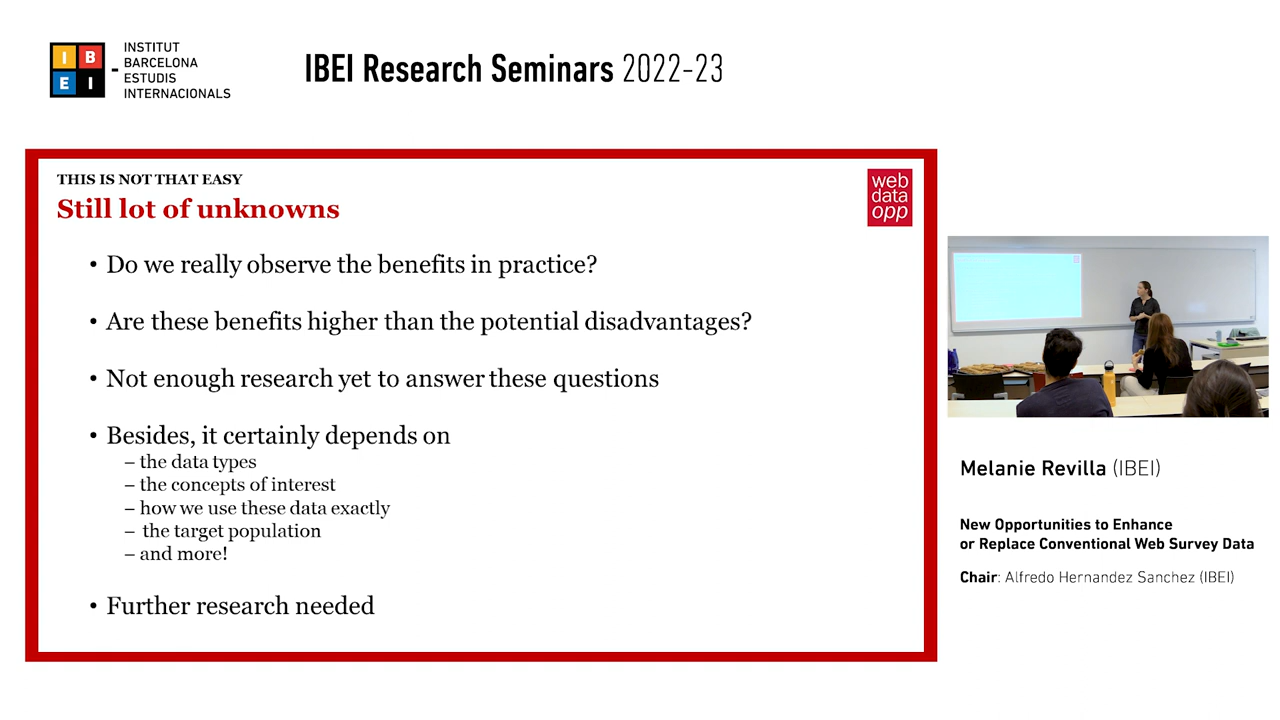 I B E I
INSTITUT
BARCELONA
ESTUDIS
INTERNACIONALS
IBEI Research Seminars 2022-23
THIS IS NOT THAT EASY
Still lot of unknowns
web
data
opp
• Do we really observe the benefits in practice?
• Are these benefits higher than the potential disadvantages?
• Not enough research yet to answer these questions
• Besides, it certainly depends on
– the data types
– the concepts of interest
– how we use these data exactly
– the target population
– and more!
• Further research needed
Melanie Revilla (IBEI)
New Opportunities to Enhance
or Replace Conventional Web Survey Data
Chair: Alfredo Hernandez Sanchez (IBEI)